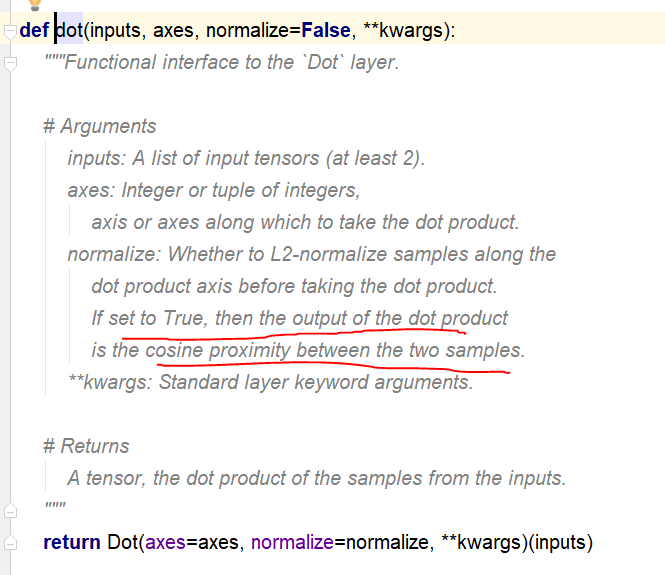 def dot(inputs, axes, normalize=False, **kwargs):
"""Functional interface to the `Dot` layer.
# Arguments
inputs: A list of input tensors (at least 2).
axes: Integer or tuple of integers,
axis or axes along which to take the dot product.
normalize: Whether to L2-normalize samples along the
dot product axis before taking the dot product.
If set to True, then the output of the dot product
is the cosine proximity between the two samples.
**kwargs: Standard layer keyword arguments.
# Returns
A tensor, the dot product of the samples from the inputs.
"""
return Dot(axes=axes, normalize=normalize, **kwargs)(inputs)